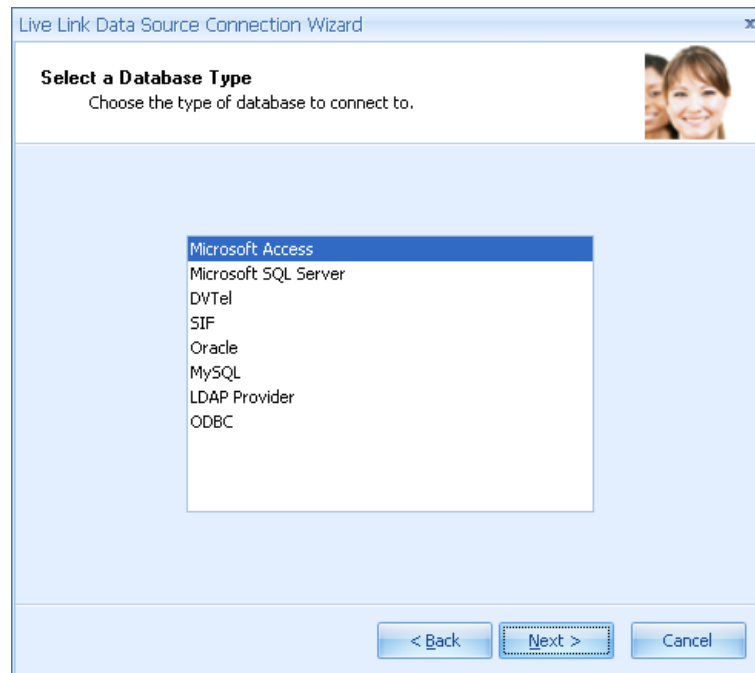 Live Link Data Source Connection Wizard
Select a Database Type
Choose the type of database to connect to.
Microsoft Access
Microsoft SQL Server
DVTel
SIF
Oracle
MySQL
LDAP Provider
ODBC
< Back Next > Cancel